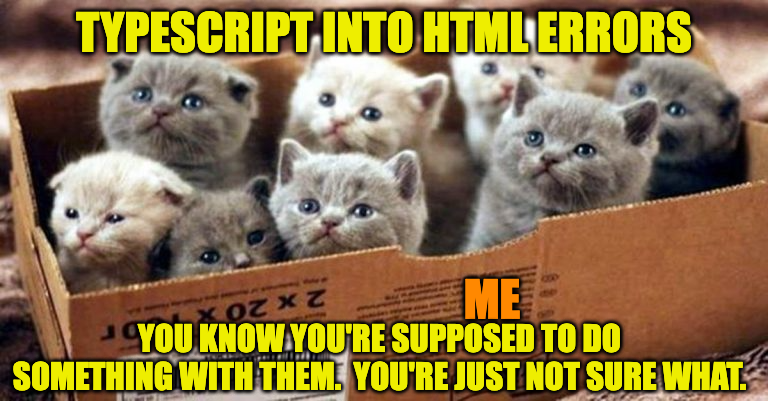 TYPESCRIPT INTO HTML ERRORS
2 x 20 x
ME
YOU KNOW YOU'RE SUPPOSED TO DO
SOMETHING WITH THEM. YOU'RE JUST NOT SURE WHAT.